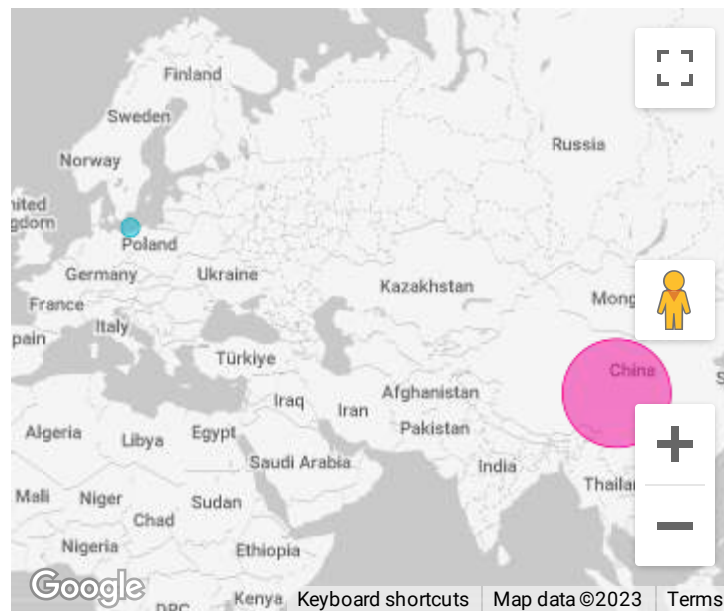 Finland
Sweden
Norway
Russia
nited
gdom
Poland
Germany
Ukraine
Kazakhstan
France
Mong
Italy
pain
Türkiye
China
Afghanistan
Iraq
Iran
Algeria
Libya
Egypt
Pakistan
Saudi Arabia
India
Mali
Niger
Sudan
Thailan
Chad
Nigeria
Ethiopia
Google
DRC
Kenya
Keyboard shortcuts
Map data ©2023
Terms